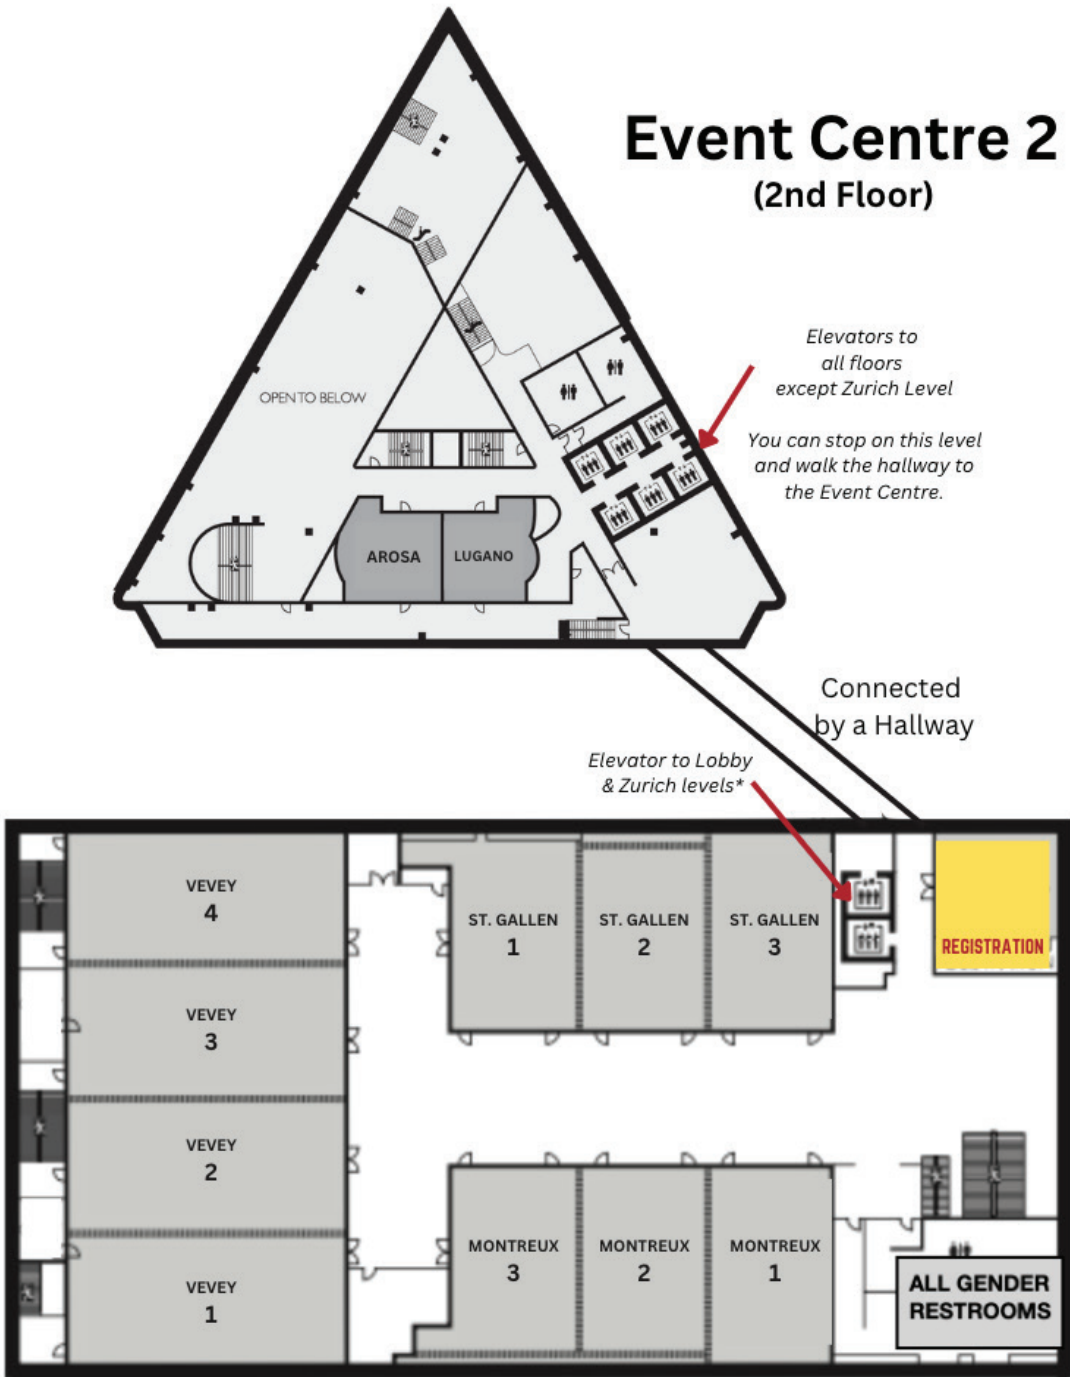 Event Centre 2
(2nd Floor)
Elevators to
all floors
except Zurich Level
You can stop on this level
and walk the hallway to
the Event Centre.
OPEN TO BELOW
AROSA
LUGANO
Connected
by a Hallway
Elevator to Lobby
& Zurich levels*
VEVEY
4
ST. GALLEN
1
ST. GALLEN
2
ST. GALLEN
3
REGISTRATION
VEVEY
3
VEVEY
2
MONTREUX
3
MONTREUX
2
MONTREUX
1
VEVEY
1
ALL GENDER
RESTROOMS